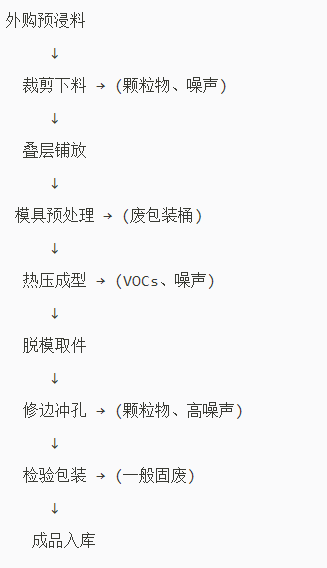 外购预浸料
↓
裁剪下料 → (颗粒物、噪声)
↓
叠层铺放
↓
模具预处理 → (废包装桶)
↓
热压成型 → (VOCs、噪声)
↓
脱模取件
↓
修边冲孔 → (颗粒物、高噪声)
↓
检验包装 → (一般固废)
↓
成品入库